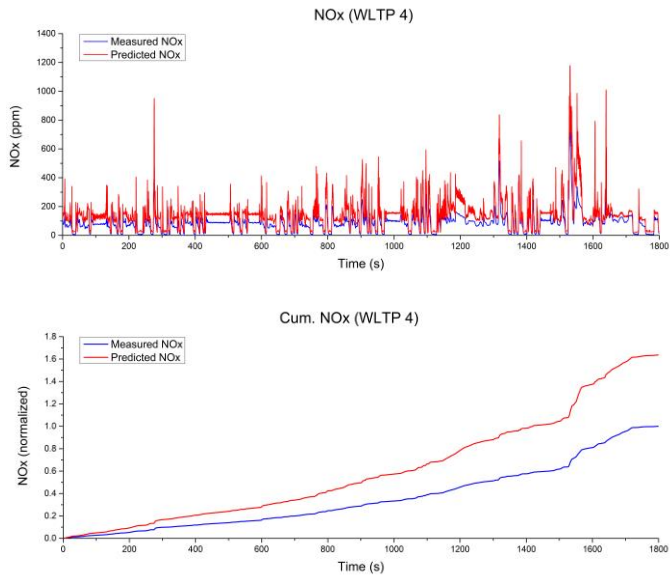 NOx (WLTP 4)
1400
1200
1000
800
600
400
200
0
NOx (ppm)
Measured NOx
Predicted NOx
0 200 400 600 800 1000 1200 1400 1600 1800
Time (s)
Cum. NOx (WLTP 4)
1.8
1.6
1.4
1.2
1.0
0.8
0.6
0.4
0.2
0.0
NOx (normalized)
Measured NOx
Predicted NOx
0 200 400 600 800 1000 1200 1400 1600 1800
Time (s)